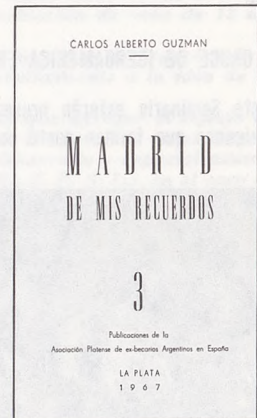 CARLOS ALBERTO GUZMAN
MADRID
DE MIS RECUERDOS
3
Publicaciones de la
Asociación Platense de ex-becarios Argentinos en España
LA PLATA
1967